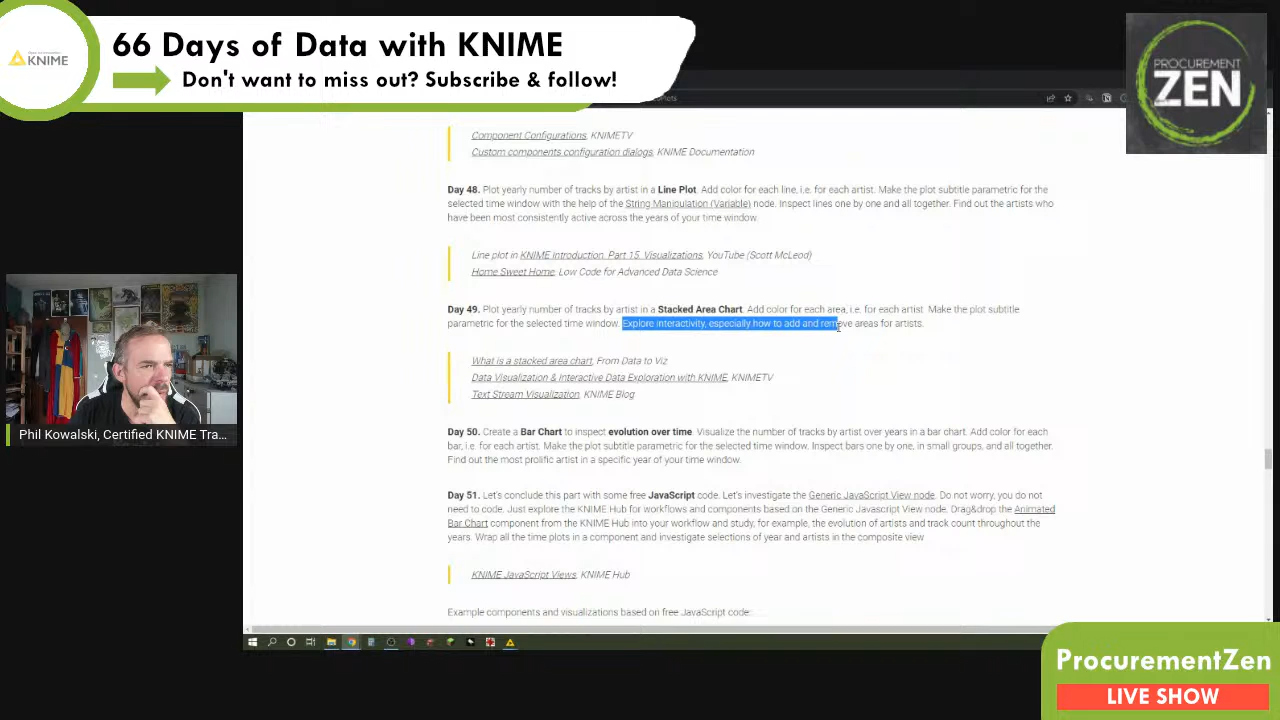 66 Days of Data with KNIME
Don't want to miss out? Subscribe & follow!
KNIME
PROCUREMENT
ZEN
Component Configurations, KNIMETV
Custom components configuration dialogs, KNIME Documentation
Day 48. Plot yearly number of tracks by artist in a Line Plot. Add color for each line, i.e. for each artist. Make the plot subtitle parametric for the
selected time window with the help of the String Manipulation (Variable) node. Inspect lines one by one and all together. Find out the artists who
have been most consistently active across the years of your time window.
Line plot in KNIME Introduction. Part 15. Visualizations, YouTube (Scott McLeod)
Home Sweet Home, Low Code for Advanced Data Science
Day 49. Plot yearly number of tracks by artist in a Stacked Area Chart. Add color for each area, i.e. for each artist. Make the plot subtitle
parametric for the selected time window. Explore interactivity, especially how to add and remove areas for artists.
What is a stacked area chart, From Data to Viz
Data Visualization & Interactive Data Exploration with KNIME, KNIMETV
Text Stream Visualization, KNIME Blog
Day 50. Create a Bar Chart to inspect evolution over time. Visualize the number of tracks by artist over years in a bar chart. Add color for each
bar, i.e. for each artist. Make the plot subtitle parametric for the selected time window. Inspect bars one by one, in small groups, and all together.
Find out the most prolific artist in a specific year of your time window.
Day 51. Let's conclude this part with some free JavaScript code. Let's investigate the Generic JavaScript View node. Do not worry, you do not
need to code. Just explore the KNIME Hub for workflows and components based on the Generic Javascript View node. Drag&drop the Animated
Bar Chart component from the KNIME Hub into your workflow and study, for example, the evolution of artists and track count throughout the
years. Wrap all the time plots in a component and investigate selections of year and artists in the composite view
KNIME JavaScript Views, KNIME Hub
Example components and visualizations based on free JavaScript code:
Phil Kowalski, Certified KNIME Tra...
ProcurementZen
LIVE SHOW